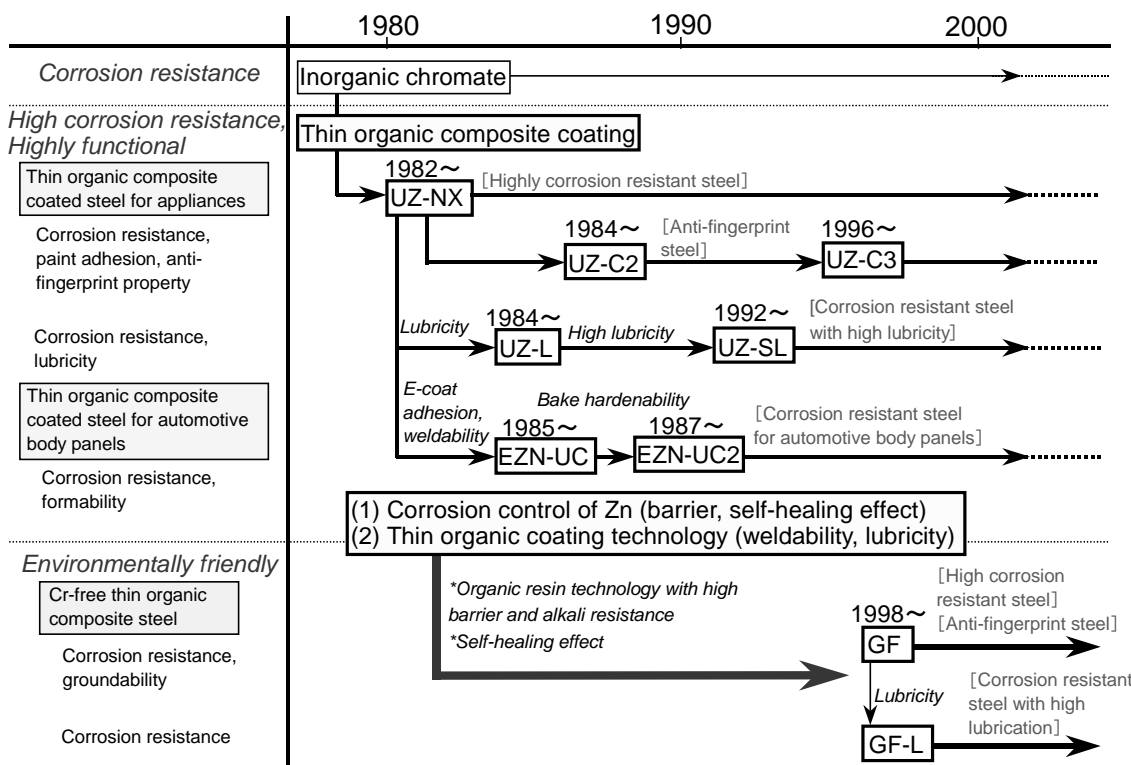 1980
1990
2000
Corrosion resistance
Inorganic chromate
High corrosion resistance,
Highly functional
Thin organic composite coating
Thin organic composite
coated steel for appliances
1982~
UZ-NX
[Highly corrosion resistant steel]
Corrosion resistance,
paint adhesion, anti-
fingerprint property
1984~
UZ-C2
[Anti-fingerprint
steel]
1996~
UZ-C3
Corrosion resistance,
lubricity
Lubricity
1984~
UZ-L
High lubricity
1992~
UZ-SL
[Corrosion resistant steel
with high lubricity]
Thin organic composite
coated steel for automotive
body panels
E-coat
adhesion,
weldability
1985~
EZN-UC
Bake hardenability
1987~
EZN-UC2
[Corrosion resistant steel
for automotive body panels]
Corrosion resistance,
formability
(1) Corrosion control of Zn (barrier, self-healing effect)
(2) Thin organic coating technology (weldability, lubricity)
Environmentally friendly
Cr-free thin organic
composite steel
*Organic resin technology with high
barrier and alkali resistance
*Self-healing effect
1998~
GF
[High corrosion
resistant steel]
[Anti-fingerprint steel]
Corrosion resistance,
groundability
Lubricity
[Corrosion resistant
steel with high
lubrication]
Corrosion resistance
GF-L